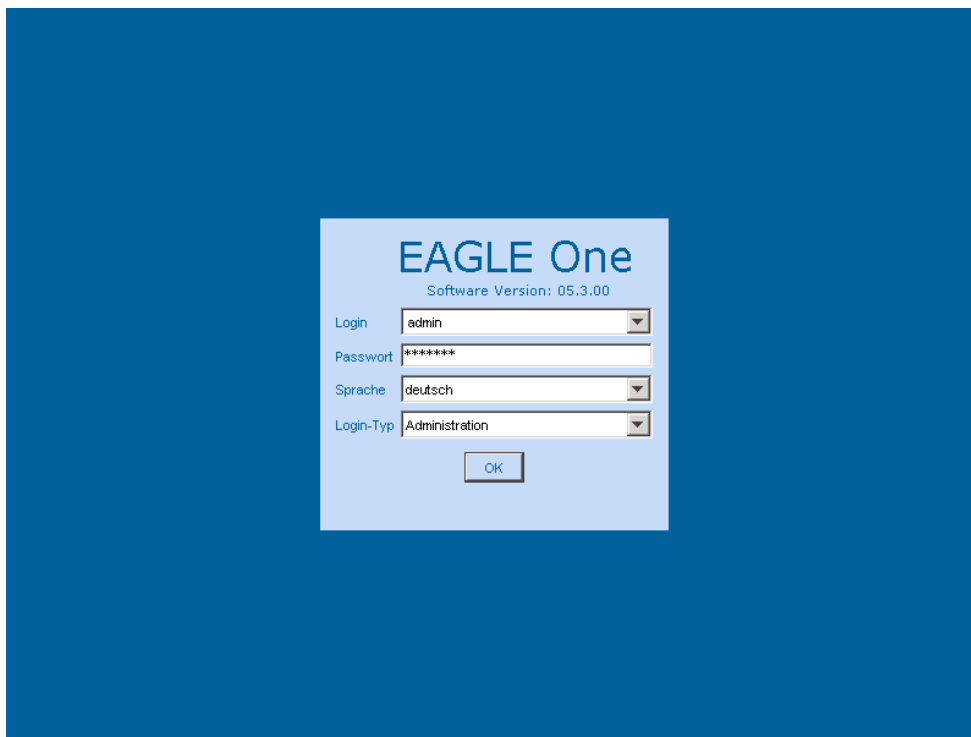 EAGLE One
Software Version: 05.3.00
Login admin
Passwort *******
Sprache deutsch
Login-Typ Administration
OK